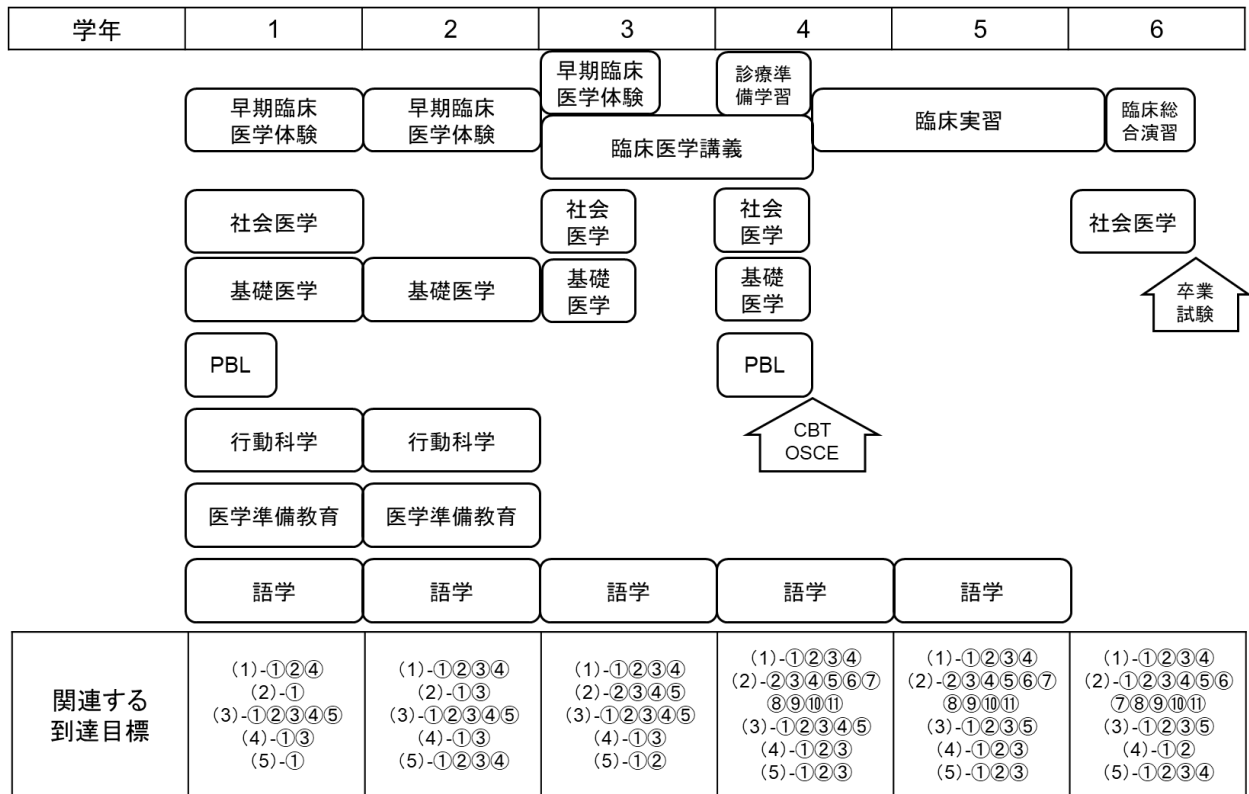 学年 1 2 3 4 5 6
早期臨床
医学体験
早期臨床
医学体験
早期臨床
医学体験
診療準
備学習
臨床医学講義
臨床実習
臨床総
合演習
社会医学
社会
医学
社会
医学
社会医学
基礎医学
基礎医学
基礎
医学
基礎
医学
卒業
試験
PBL
PBL
CBT
OSCE
行動科学
行動科学
医学準備教育
医学準備教育
語学
語学
語学
語学
語学
関連する
到達目標
(1)-①②④
(2)-①
(3)-①②③④⑤
(4)-①③
(5)-①
(1)-①②③④
(2)-①③
(3)-①②③④⑤
(4)-①③
(5)-①②③④
(1)-①②③④
(2)-②③④⑤
(3)-①②③④⑤
(4)-①③
(5)-①②
(1)-①②③④
(2)-②③④⑤⑥⑦
⑧⑨⑩⑪
(3)-①②③④⑤
(4)-①②③
(5)-①②③
(1)-①②③④
(2)-②③④⑤⑥⑦
⑧⑨⑩⑪
(3)-①②③⑤
(4)-①②③
(5)-①②③
(1)-①②③④
(2)-①②③④⑤⑥
⑦⑧⑨⑩⑪
(3)-①②③⑤
(4)-①②
(5)-①②③④